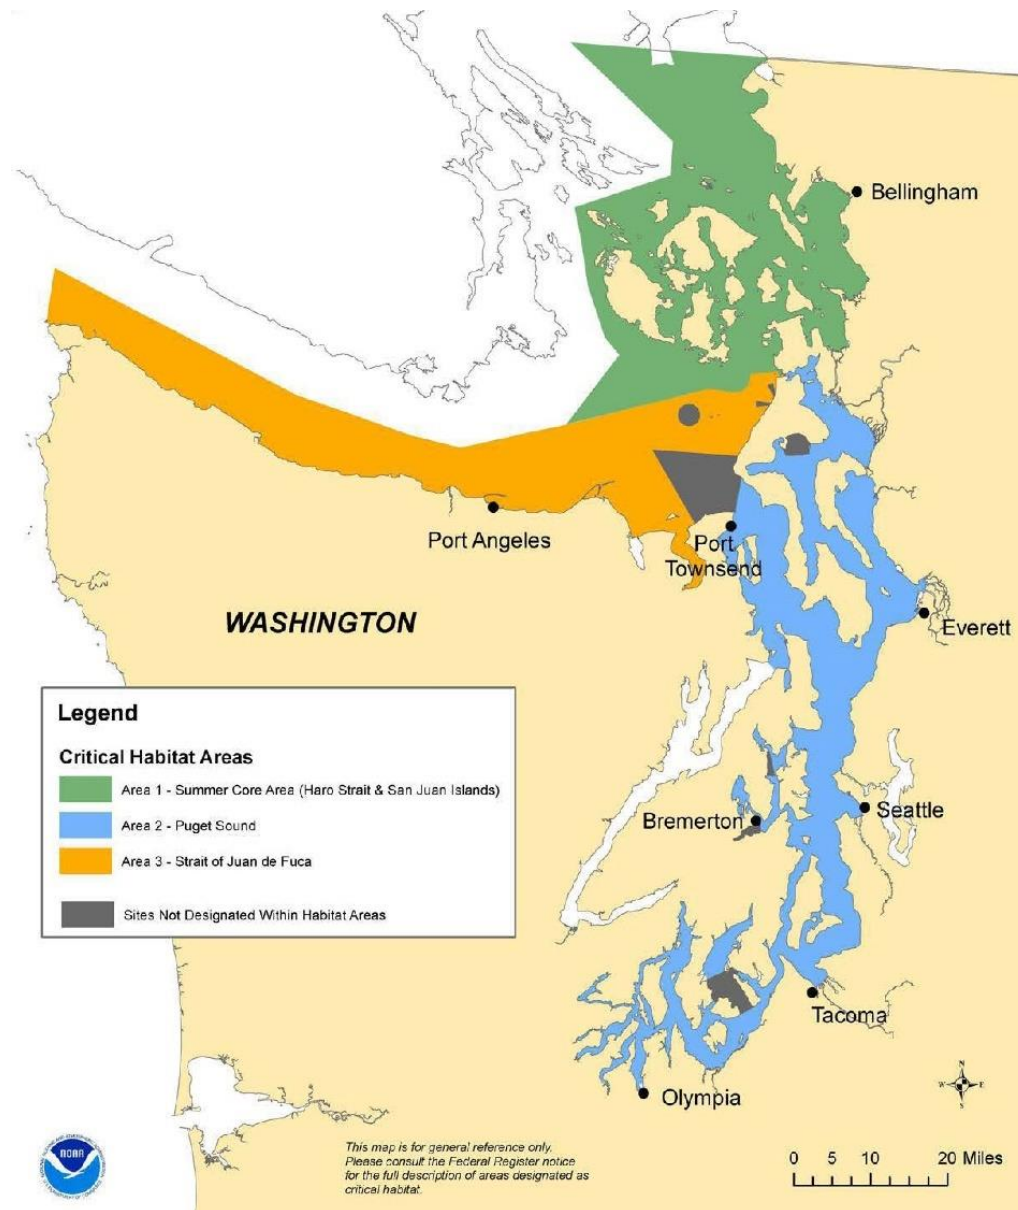 Bellingham
Port Angeles
Port
Townsend
WASHINGTON
Everett
Legend
Critical Habitat Areas
Area 1 - Summer Core Area (Haro Strait & San Juan Islands)
Area 2 - Puget Sound
Area 3 - Strait of Juan de Fuca
Sites Not Designated Within Habitat Areas
Bremerton
Seattle
Tacoma
Olympia
N
W E
S
NOAA
This map is for general reference only.
Please consult the Federal Register notice
for the full description of areas designated as
critical habitat.
0 5 10 20 Miles